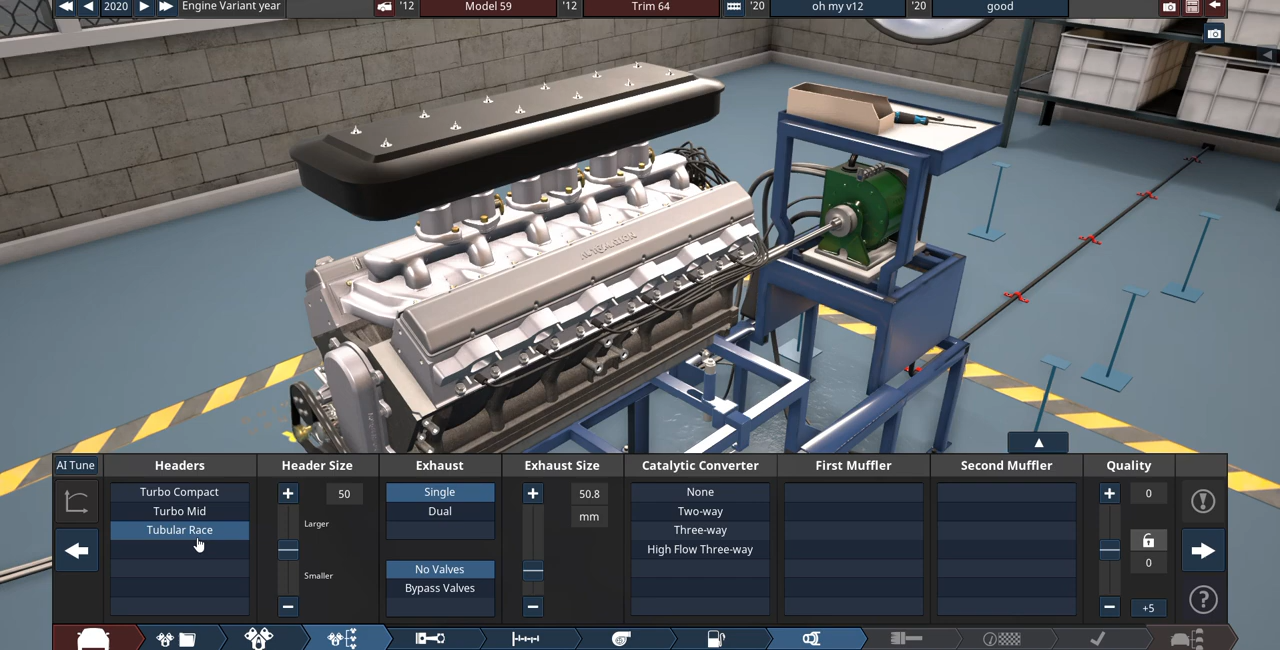 2020 Engine Variant year '12 Model 59 '12 Trim 64 '20 oh my v12 '20 good
AUTOMATION
AI Tune Headers Header Size Exhaust Exhaust Size Catalytic Converter First Muffler Second Muffler Quality
Turbo Compact 50 Single 50.8 None 0
Turbo Mid Larger Dual mm Two-way
Tubular Race Three-way
High Flow Three-way
No Valves 0
Smaller
Bypass Valves
+5